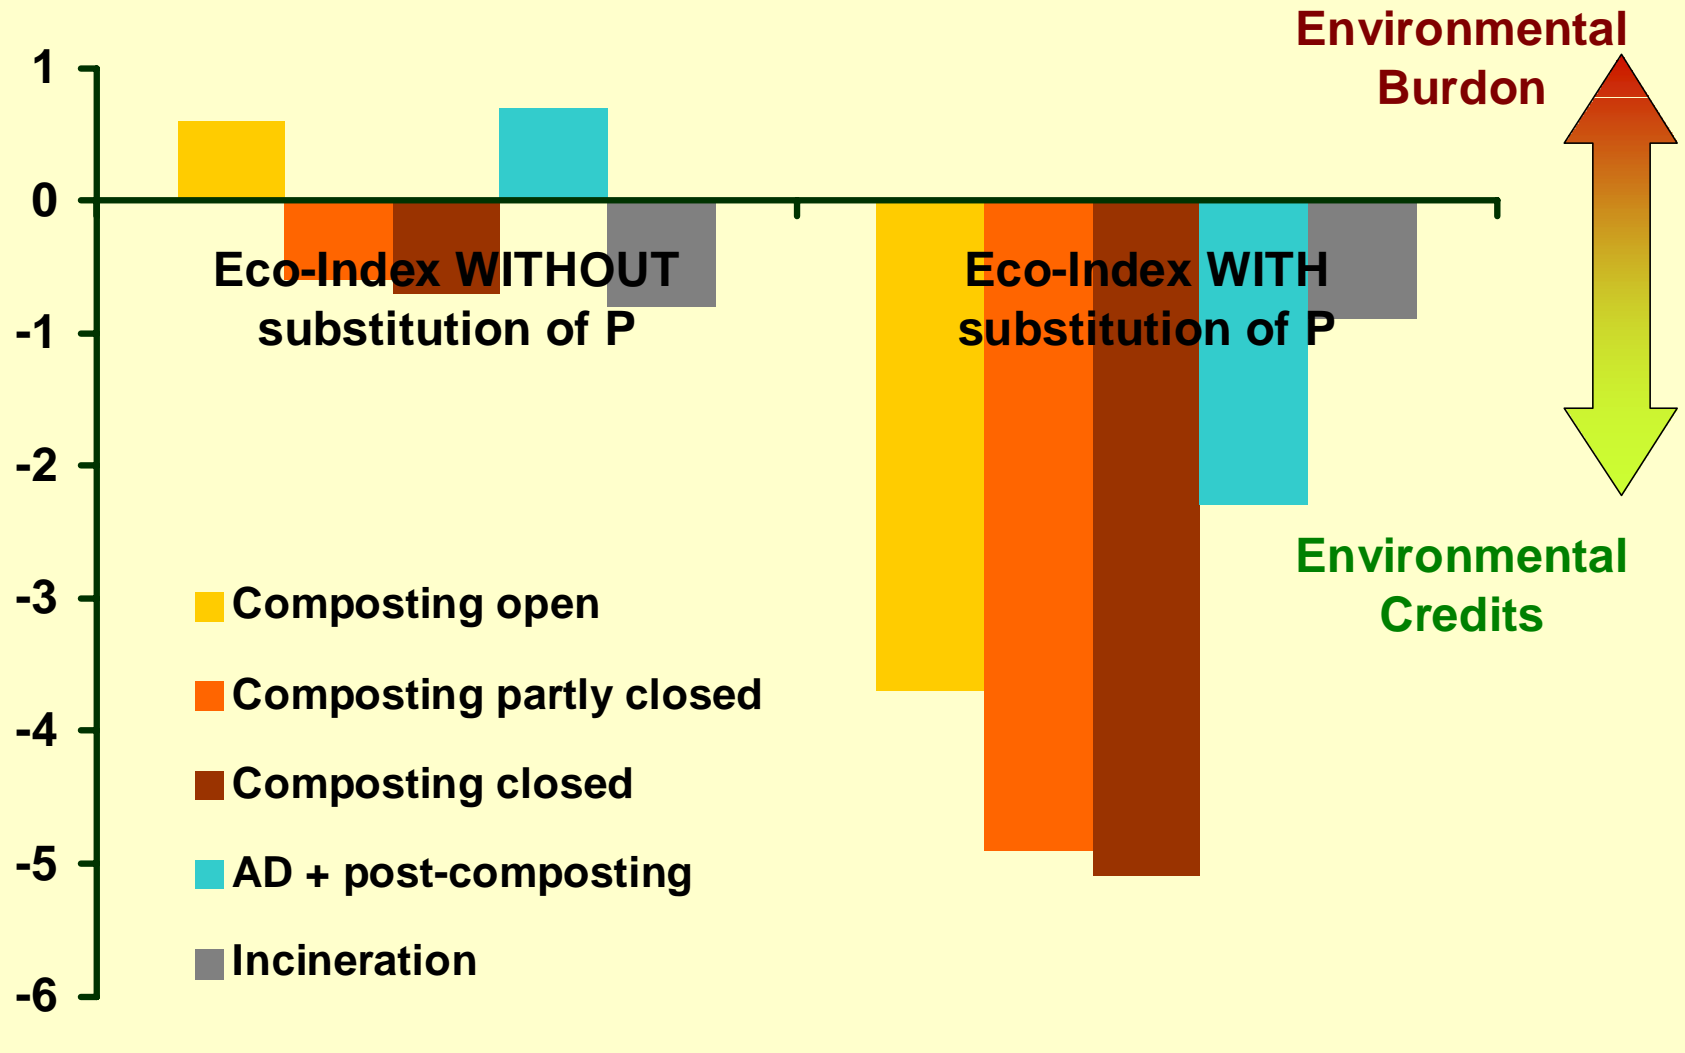 Environmental
Burdon
1
0
-1
-2
-3
-4
-5
-6
Eco-Index WITHOUT
substitution of P
Eco-Index WITH
substitution of P
Environmental
Credits
Composting open
Composting partly closed
Composting closed
AD + post-composting
Incineration